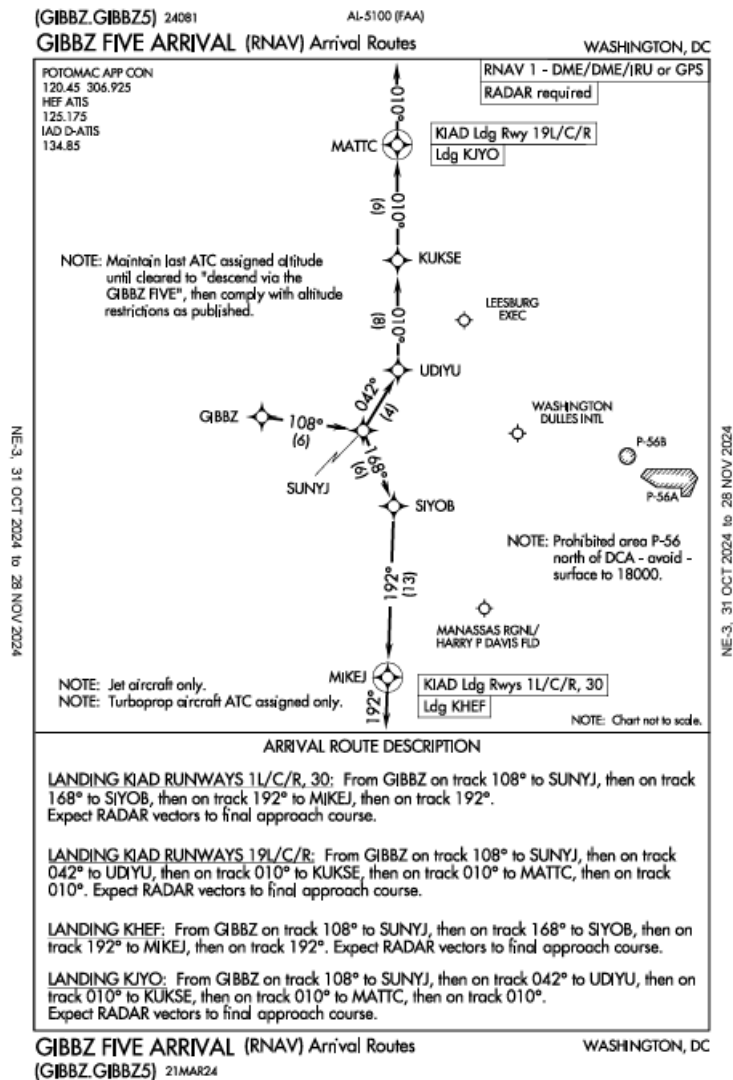 (GIBBZ.GIBBZ5) 24081
AL-5100 (FAA)
GIBBZ FIVE ARRIVAL (RNAV) Arrival Routes
WASHINGTON, DC
POTOMAC APP CON
120.45 306.925
HEF ATIS
125.175
IAD D-ATIS
134.85
RNAV 1 - DME/DME/IRU or GPS
RADAR required
010°
MATTC
KIAD Ldg Rwy 19L/C/R
Ldg KJYO
010°
(9)
KUKSE
NOTE: Maintain last ATC assigned altitude
until cleared to "descend via the
GIBBZ FIVE", then comply with altitude
restrictions as published.
LEESBURG
EXEC
010°
(8)
UDIYU
042°
(4)
GIBBZ
108°
(6)
WASHINGTON
DULLES INTL
P-56B
P-56A
SUNYJ
168°
(6)
SIYOB
NOTE: Prohibited area P-56
north of DCA - avoid -
surface to 18000.
192°
(13)
MANASSAS RGNL/
HARRY P DAVIS FLD
MIKEJ
KIAD Ldg Rwys 1L/C/R, 30
Ldg KHEF
192°
NOTE: Jet aircraft only.
NOTE: Turboprop aircraft ATC assigned only.
NOTE: Chart not to scale.
NE-3, 31 OCT 2024 to 28 NOV 2024
NE-3, 31 OCT 2024 to 28 NOV 2024
ARRIVAL ROUTE DESCRIPTION
LANDING KIAD RUNWAYS 1L/C/R, 30: From GIBBZ on track 108° to SUNYJ, then on track
168° to SIYOB, then on track 192° to MIKEJ, then on track 192°.
Expect RADAR vectors to final approach course.
LANDING KIAD RUNWAYS 19L/C/R: From GIBBZ on track 108° to SUNYJ, then on track
042° to UDIYU, then on track 010° to KUKSE, then on track 010° to MATTC, then on track
010°. Expect RADAR vectors to final approach course.
LANDING KHEF: From GIBBZ on track 108° to SUNYJ, then on track 168° to SIYOB, then on
track 192° to MIKEJ, then on track 192°. Expect RADAR vectors to final approach course.
LANDING KJYO: From GIBBZ on track 108° to SUNYJ, then on track 042° to UDIYU, then on
track 010° to KUKSE, then on track 010° to MATTC, then on track 010°.
Expect RADAR vectors to final approach course.
GIBBZ FIVE ARRIVAL (RNAV) Arrival Routes
WASHINGTON, DC
(GIBBZ.GIBBZ5) 21MAR24